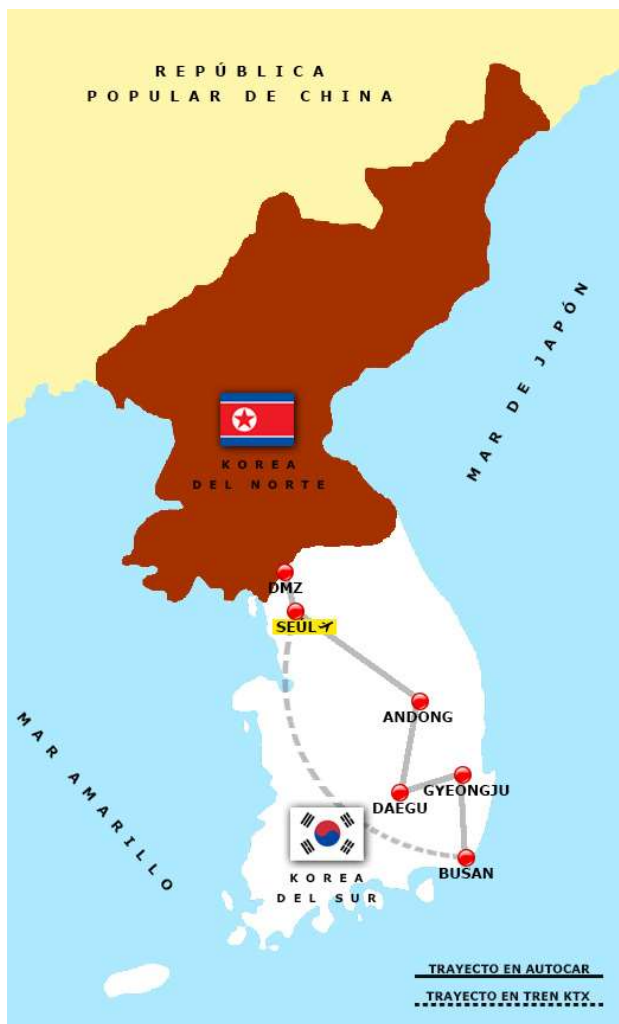 REPÚBLICA
POPULAR DE CHINA
MAR DE JAPÓN
KOREA
DEL NORTE
DMZ
SEÚL
ANDONG
GYEONGJU
DAEGU
BUSAN
MAR AMARILLO
KOREA
DEL SUR
TRAYECTO EN AUTOCAR
TRAYECTO EN TREN KTX